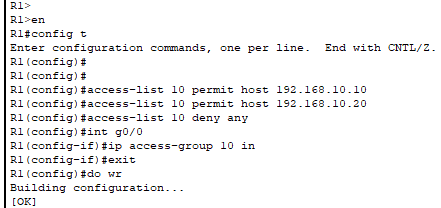 R1>
R1>en
R1#config t
Enter configuration commands, one per line. End with CNTL/Z.
R1(config)#
R1(config)#
R1(config)#access-list 10 permit host 192.168.10.10
R1(config)#access-list 10 permit host 192.168.10.20
R1(config)#access-list 10 deny any
R1(config)#int g0/0
R1(config-if)#ip access-group 10 in
R1(config-if)#exit
R1(config)#do wr
Building configuration...
[OK]